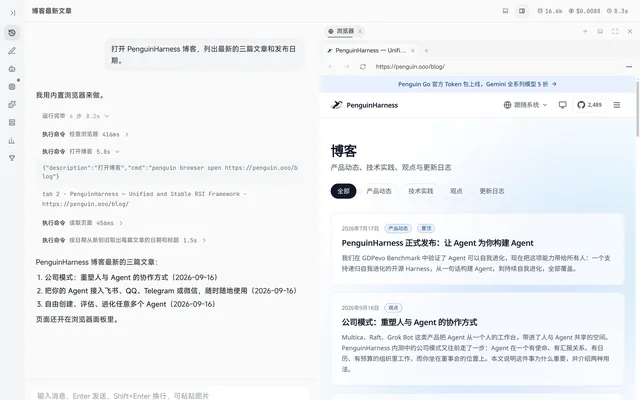 博客最新文章
16.6k
$0.0088
8.1s
打开 PenguinHarness 博客，列出最新的三篇文章和发布日
期。
我用内置浏览器来做。
运行完毕 4 步 8.2s
执行命令 检查浏览器 416ms
执行命令 打开博客 5.8s
{"description":"打开博客","cmd":"penguin browser open https://penguin.ooo/b
log"}
tab 2 · PenguinHarness — Unified and Stable RSI Framework ·
https://penguin.ooo/blog/
执行命令 读取页面 456ms
执行命令 按日期从新到旧取出每篇文章的日期和标题 1.5s
PenguinHarness 博客最新的三篇文章：
1. 公司模式：重塑人与 Agent 的协作方式（2026-09-16）
2. 把你的 Agent 接入飞书、QQ、Telegram 或微信，随时随地使用（2026-09-16）
3. 自由创建、评估、进化任意多个 Agent（2026-09-16）
页面还开在浏览器面板里。
输入消息，Enter 发送，Shift+Enter 换行，可粘贴图片
浏览器
PenguinHarness — Unifi...
https://penguin.ooo/blog/
Penguin Go 官方 Token 包上线，Gemini 全系列模型 5 折 →
PenguinHarness
跟随系统
2,489
博客
产品动态、技术实践、观点与更新日志
全部
产品动态
技术实践
观点
更新日志
2026年7月17日 产品动态 置顶
PenguinHarness 正式发布：让 Agent 为你构建 Agent
我们在 GDPevo Benchmark 中验证了 Agent 可以自我进化，现在把这项能力带给所有人：一个
支持递归自我进化的开源 Harness，从一句话构建 Agent，到持续自我进化，全部覆盖。
2026年9月16日 观点
公司模式：重塑人与 Agent 的协作方式
Multica、Raft、Grok Bot 这类产品把 Agent 从一个人的工作台，带进了人与 Agent 共享的空间。
PenguinHarness 内测中的公司模式又往前走了一步：Agent 在一个有使命、有汇报关系、有日
历、有预算的组织里工作，而你坐在董事会的位置上。本文说明这件事为什么重要，并介绍两种用
法。